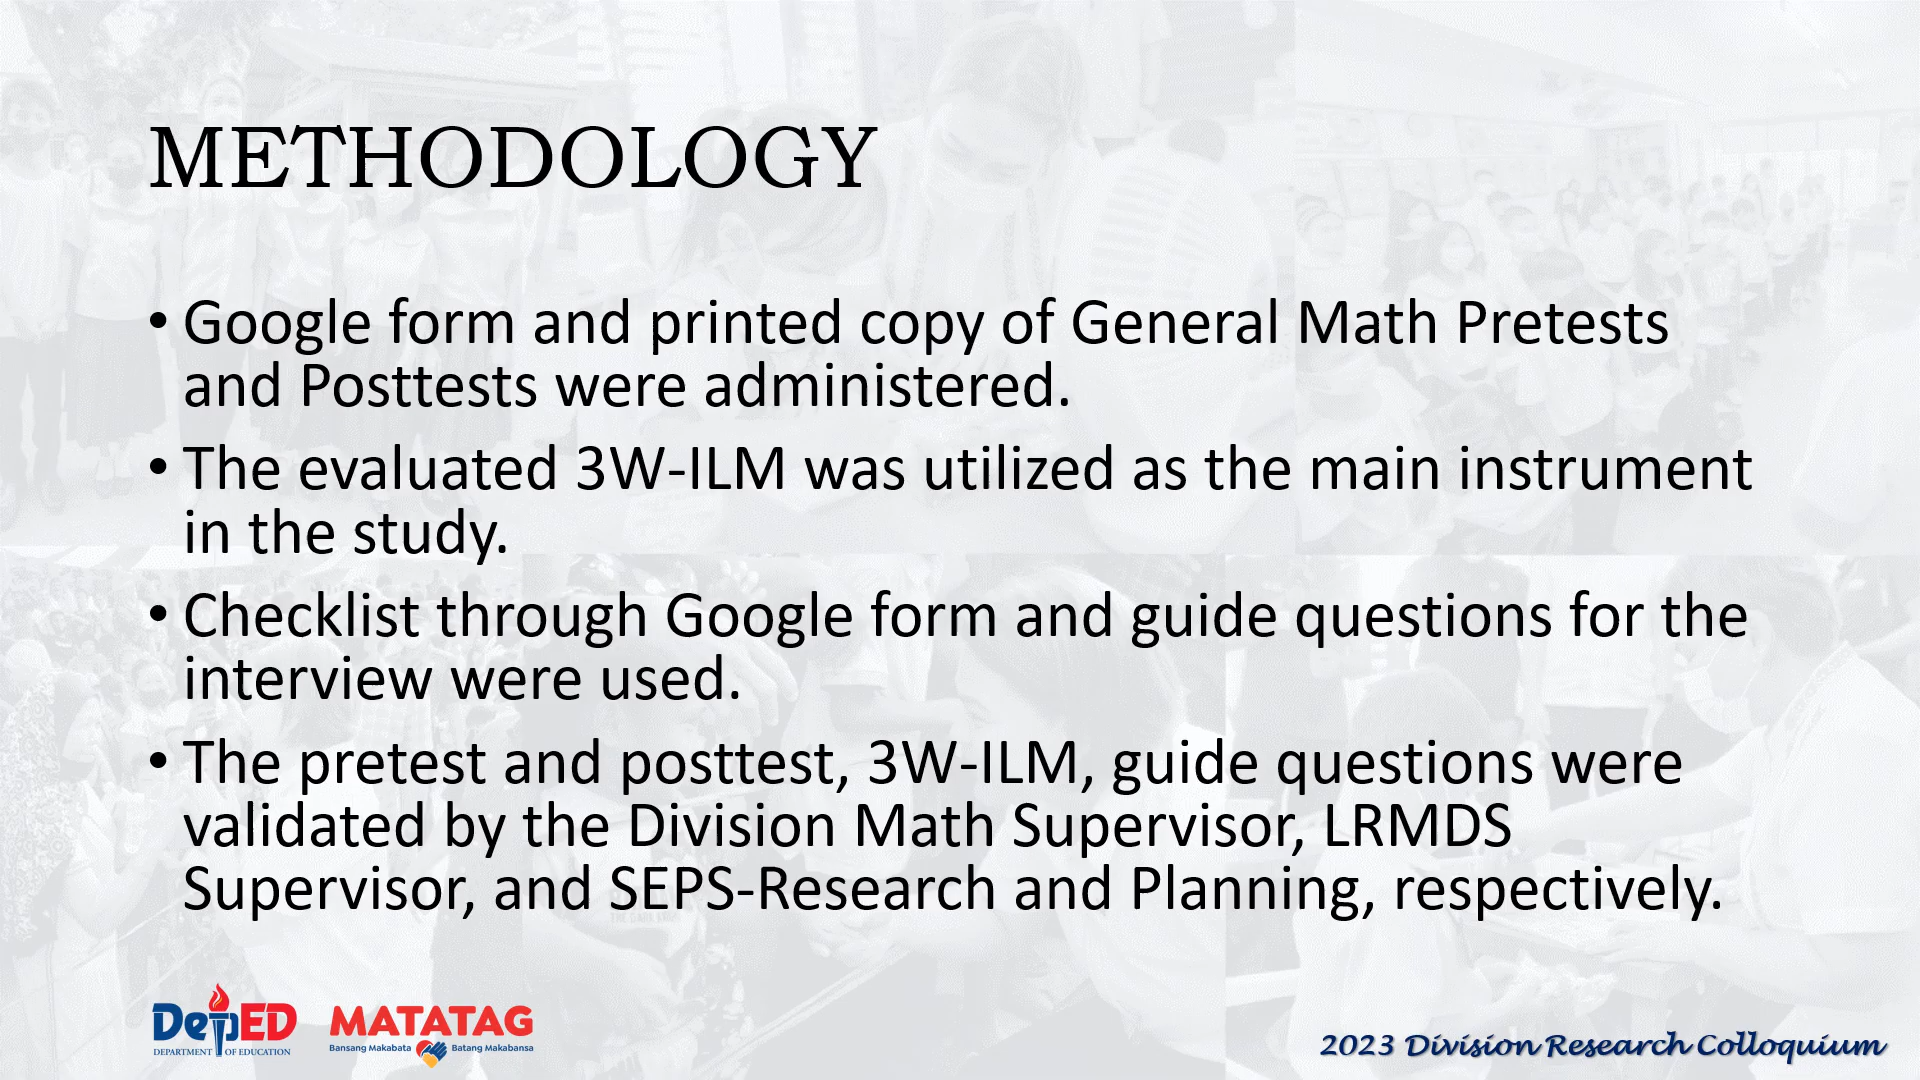 METHODOLOGY
• Google form and printed copy of General Math Pretests
and Posttests were administered.
• The evaluated 3W-ILM was utilized as the main instrument
in the study.
• Checklist through Google form and guide questions for the
interview were used.
• The pretest and posttest, 3W-ILM, guide questions were
validated by the Division Math Supervisor, LRMDS
Supervisor, and SEPS-Research and Planning, respectively.
DepED
DEPARTMENT OF EDUCATION
MATATAG
Bansang Makabata Batang Makabansa
2023 Division Research Colloquium